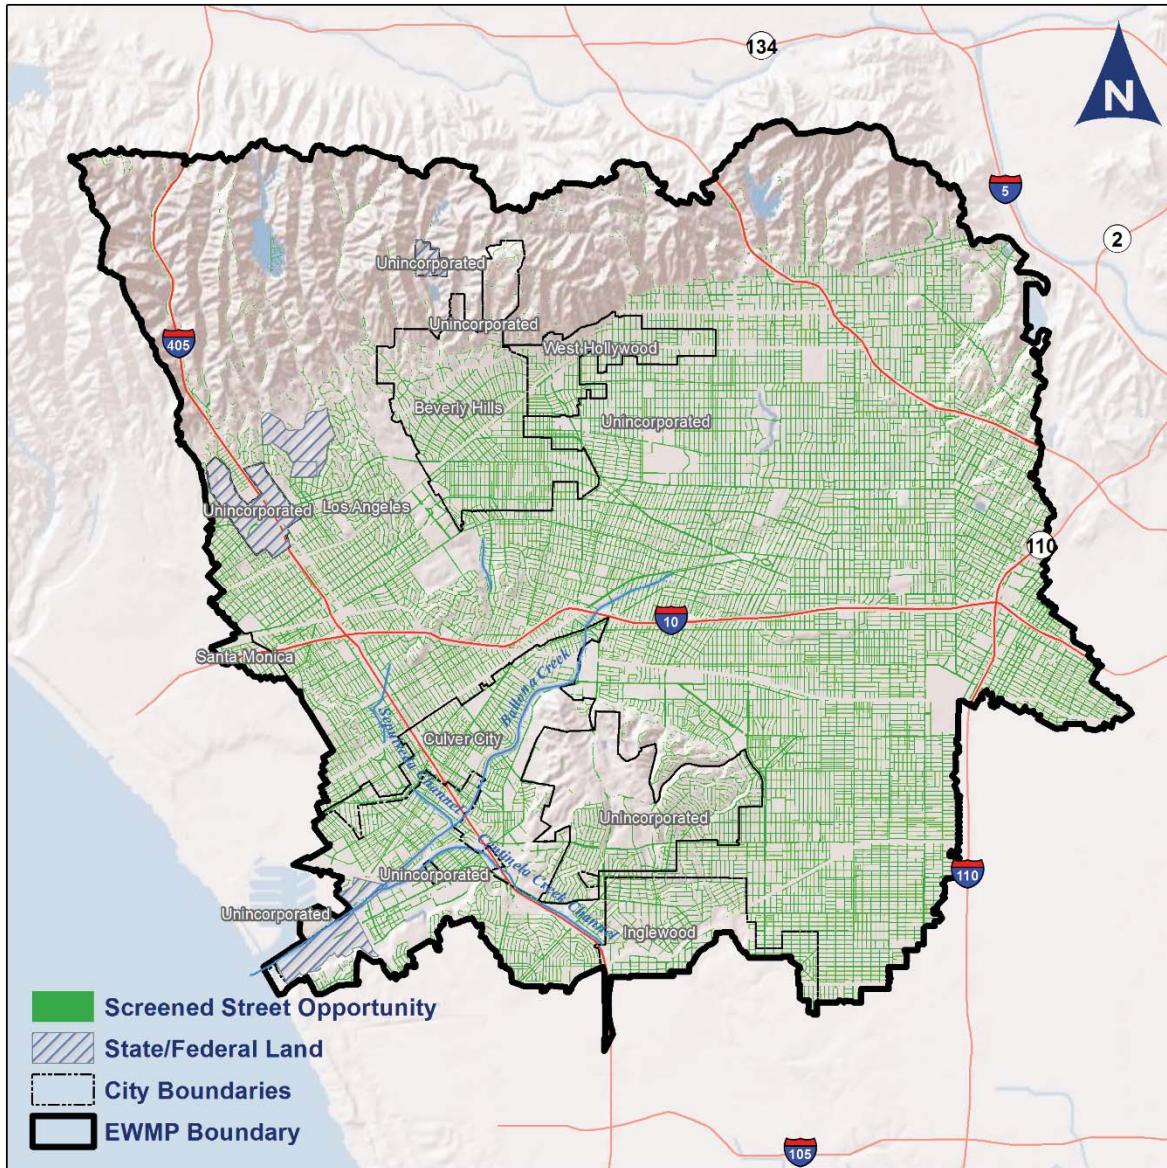 134
N
5
2
Unincorporated
Unincorporated
405
West Hollywood
Beverly Hills
Unincorporated
Unincorporated
Los Angeles
110
10
Santa Monica
Ballona Creek
Sepulveda Channel
Culver City
Unincorporated
Centinela Creek Channel
Unincorporated
110
Unincorporated
Inglewood
Screened Street Opportunity
State/Federal Land
City Boundaries
EWMP Boundary
105